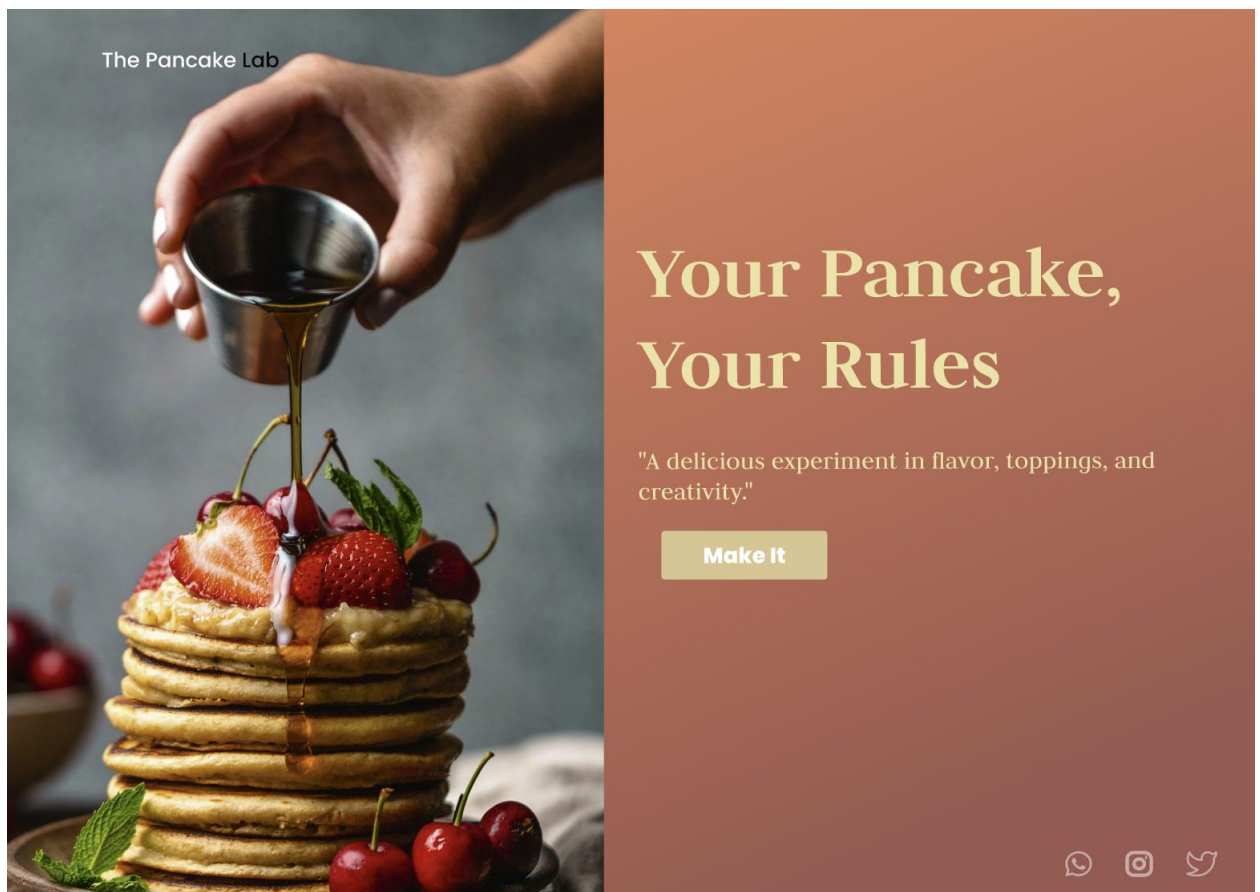 The Pancake Lab
Your Pancake,
Your Rules
"A delicious experiment in flavor, toppings, and
creativity."
Make It